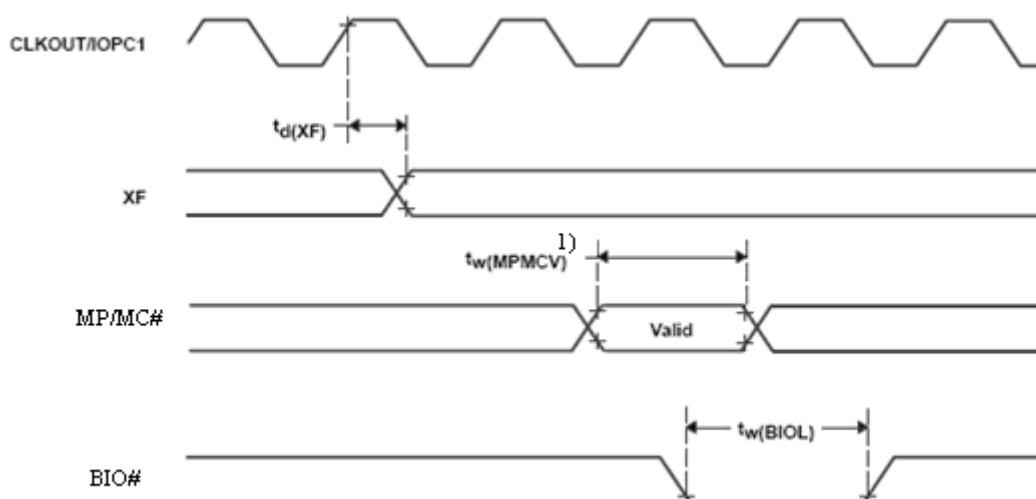 CLKOUT/IOPC1
td(XF)
XF
tw(MPMCV) 1)
MP/MC#
Valid
tw(BIOL)
BIO#